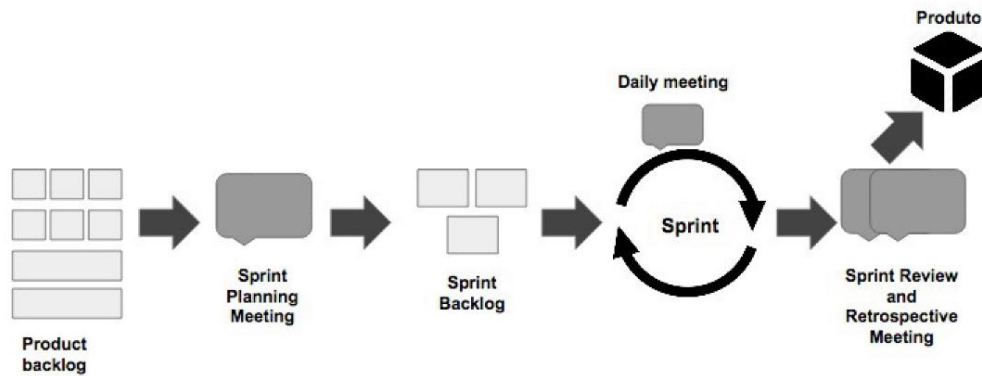 Produto
Daily meeting
Sprint
Sprint
Planning
Meeting
Sprint
Backlog
Sprint Review
and
Retrospective
Meeting
Product
backlog